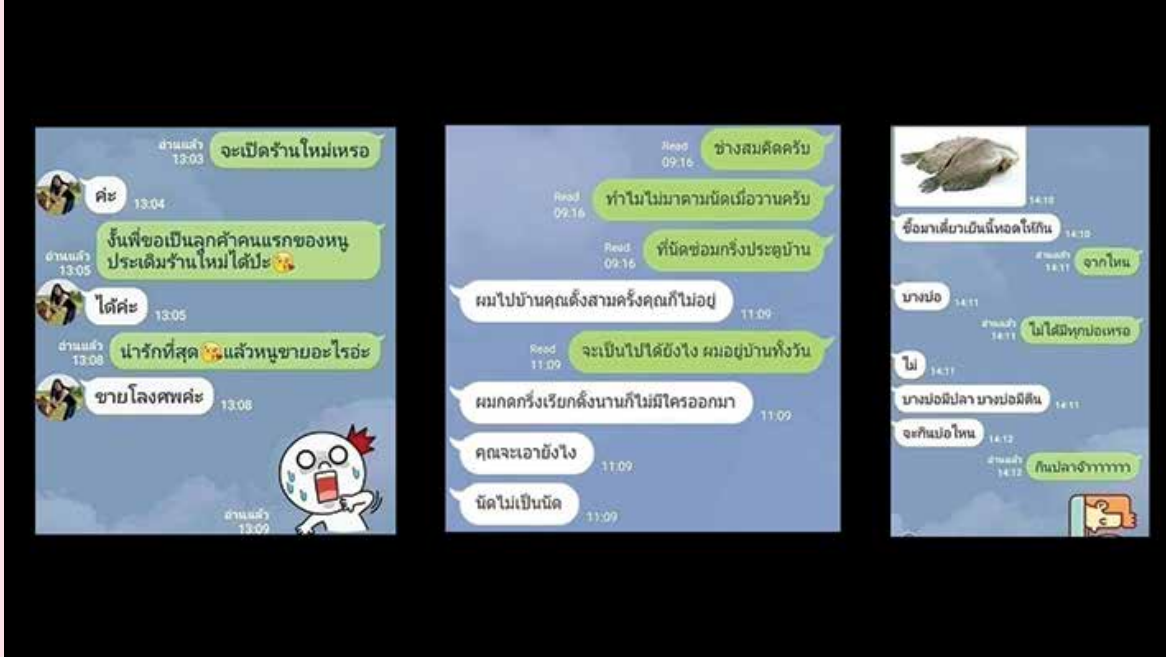 อ่านแล้ว
13:03
จะเปิดร้านใหม่เหรอ
ค่ะ
13:04
งั้นพี่ขอเป็นลูกค้าคนแรกของหนู
ประเดิมร้านใหม่ได้ป่ะ😘
อ่านแล้ว
13:05
ได้ค่ะ
13:05
อ่านแล้ว
13:08
น่ารักที่สุด😘แล้วหนูขายอะไรอ่ะ
ขายโลงศพค่ะ
13:08
อ่านแล้ว
13:09
Read
09:16
ช่างสมคิดครับ
Read
09:16
ทำไมไม่มาตามนัดเมื่อวานครับ
Read
09:16
ที่นัดซ่อมกริ่งประตูบ้าน
ผมไปบ้านคุณตั้งสามครั้งคุณก็ไม่อยู่
11:09
Read
11:09
จะเป็นไปได้ยังไง ผมอยู่บ้านทั้งวัน
ผมกดกริ่งเรียกตั้งนานก็ไม่มีใครออกมา
11:09
คุณจะเอายังไง
11:09
นัดไม่เป็นนัด
11:09
14:10
ซื้อมาเดี๋ยวเย็นนี้ทอดให้กิน
14:10
อ่านแล้ว
14:11
จากไหน
บางบ่อ
14:11
อ่านแล้ว
14:11
ไม่ได้มีทุกบ่อเหรอ
ไม่
14:11
บางบ่อมีปลา บางบ่อมีตีน
14:11
จะกินบ่อไหน
14:12
อ่านแล้ว
14:12
กินปลาจ้าาาาาาา